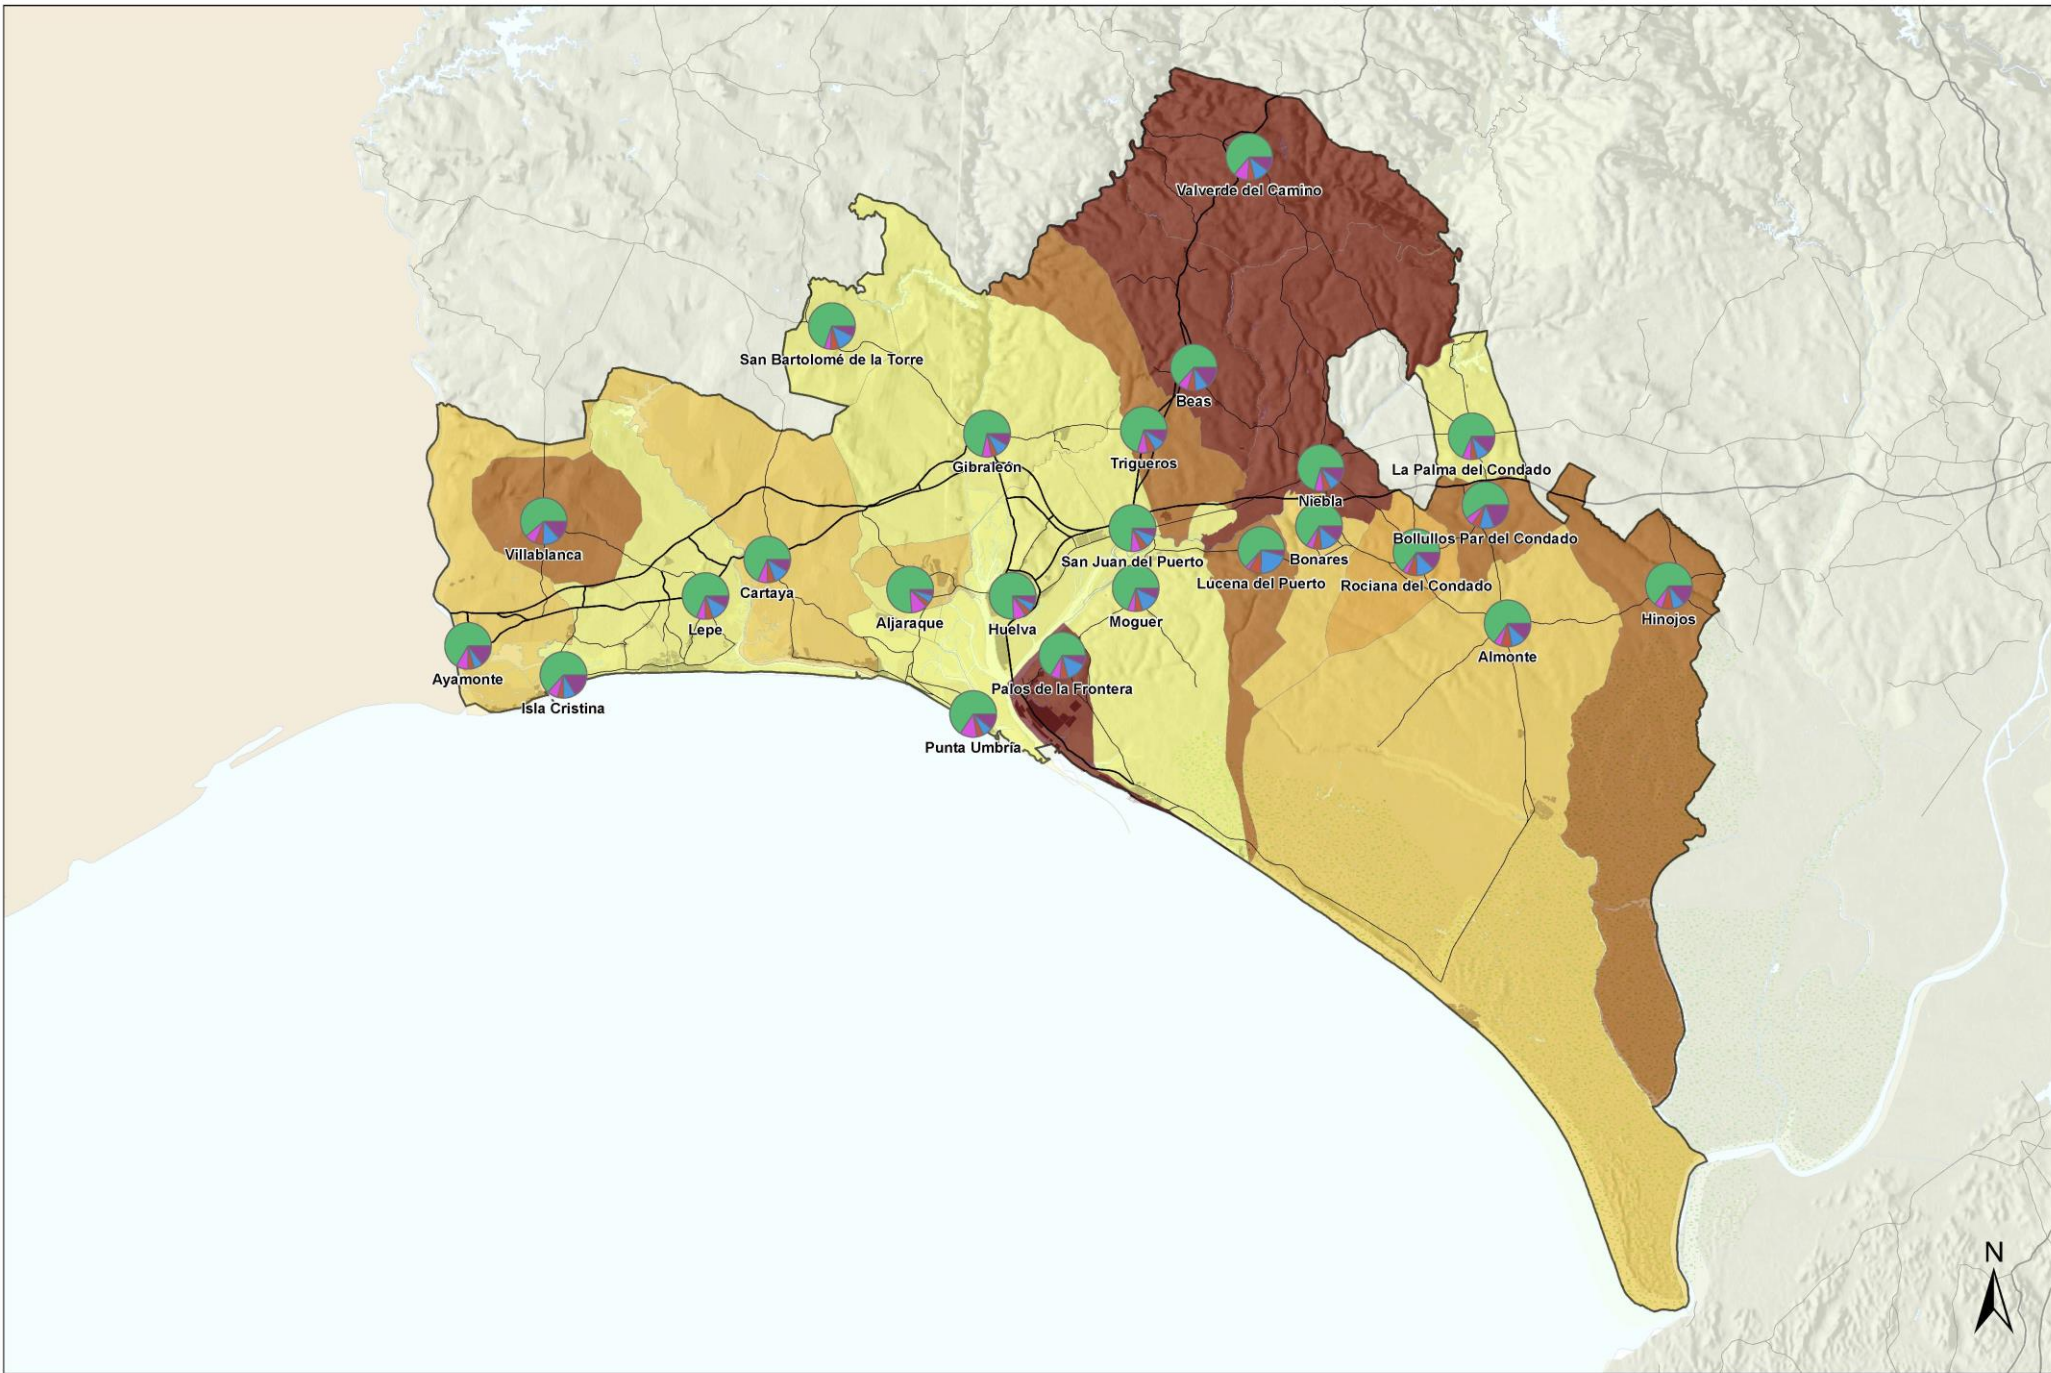 Valverde del Camino
San Bartolomé de la Torre
Beas
Gibraleón
Trigueros
La Palma del Condado
Niebla
Villablanca
Bollullos Par del Condado
San Juan del Puerto
Bonares
Lucena del Puerto
Rociana del Condado
Cartaya
Hinojos
Lepe
Aljaraque
Huelva
Moguer
Almonte
Ayamonte
Palos de la Frontera
Isla Cristina
Punta Umbría
N